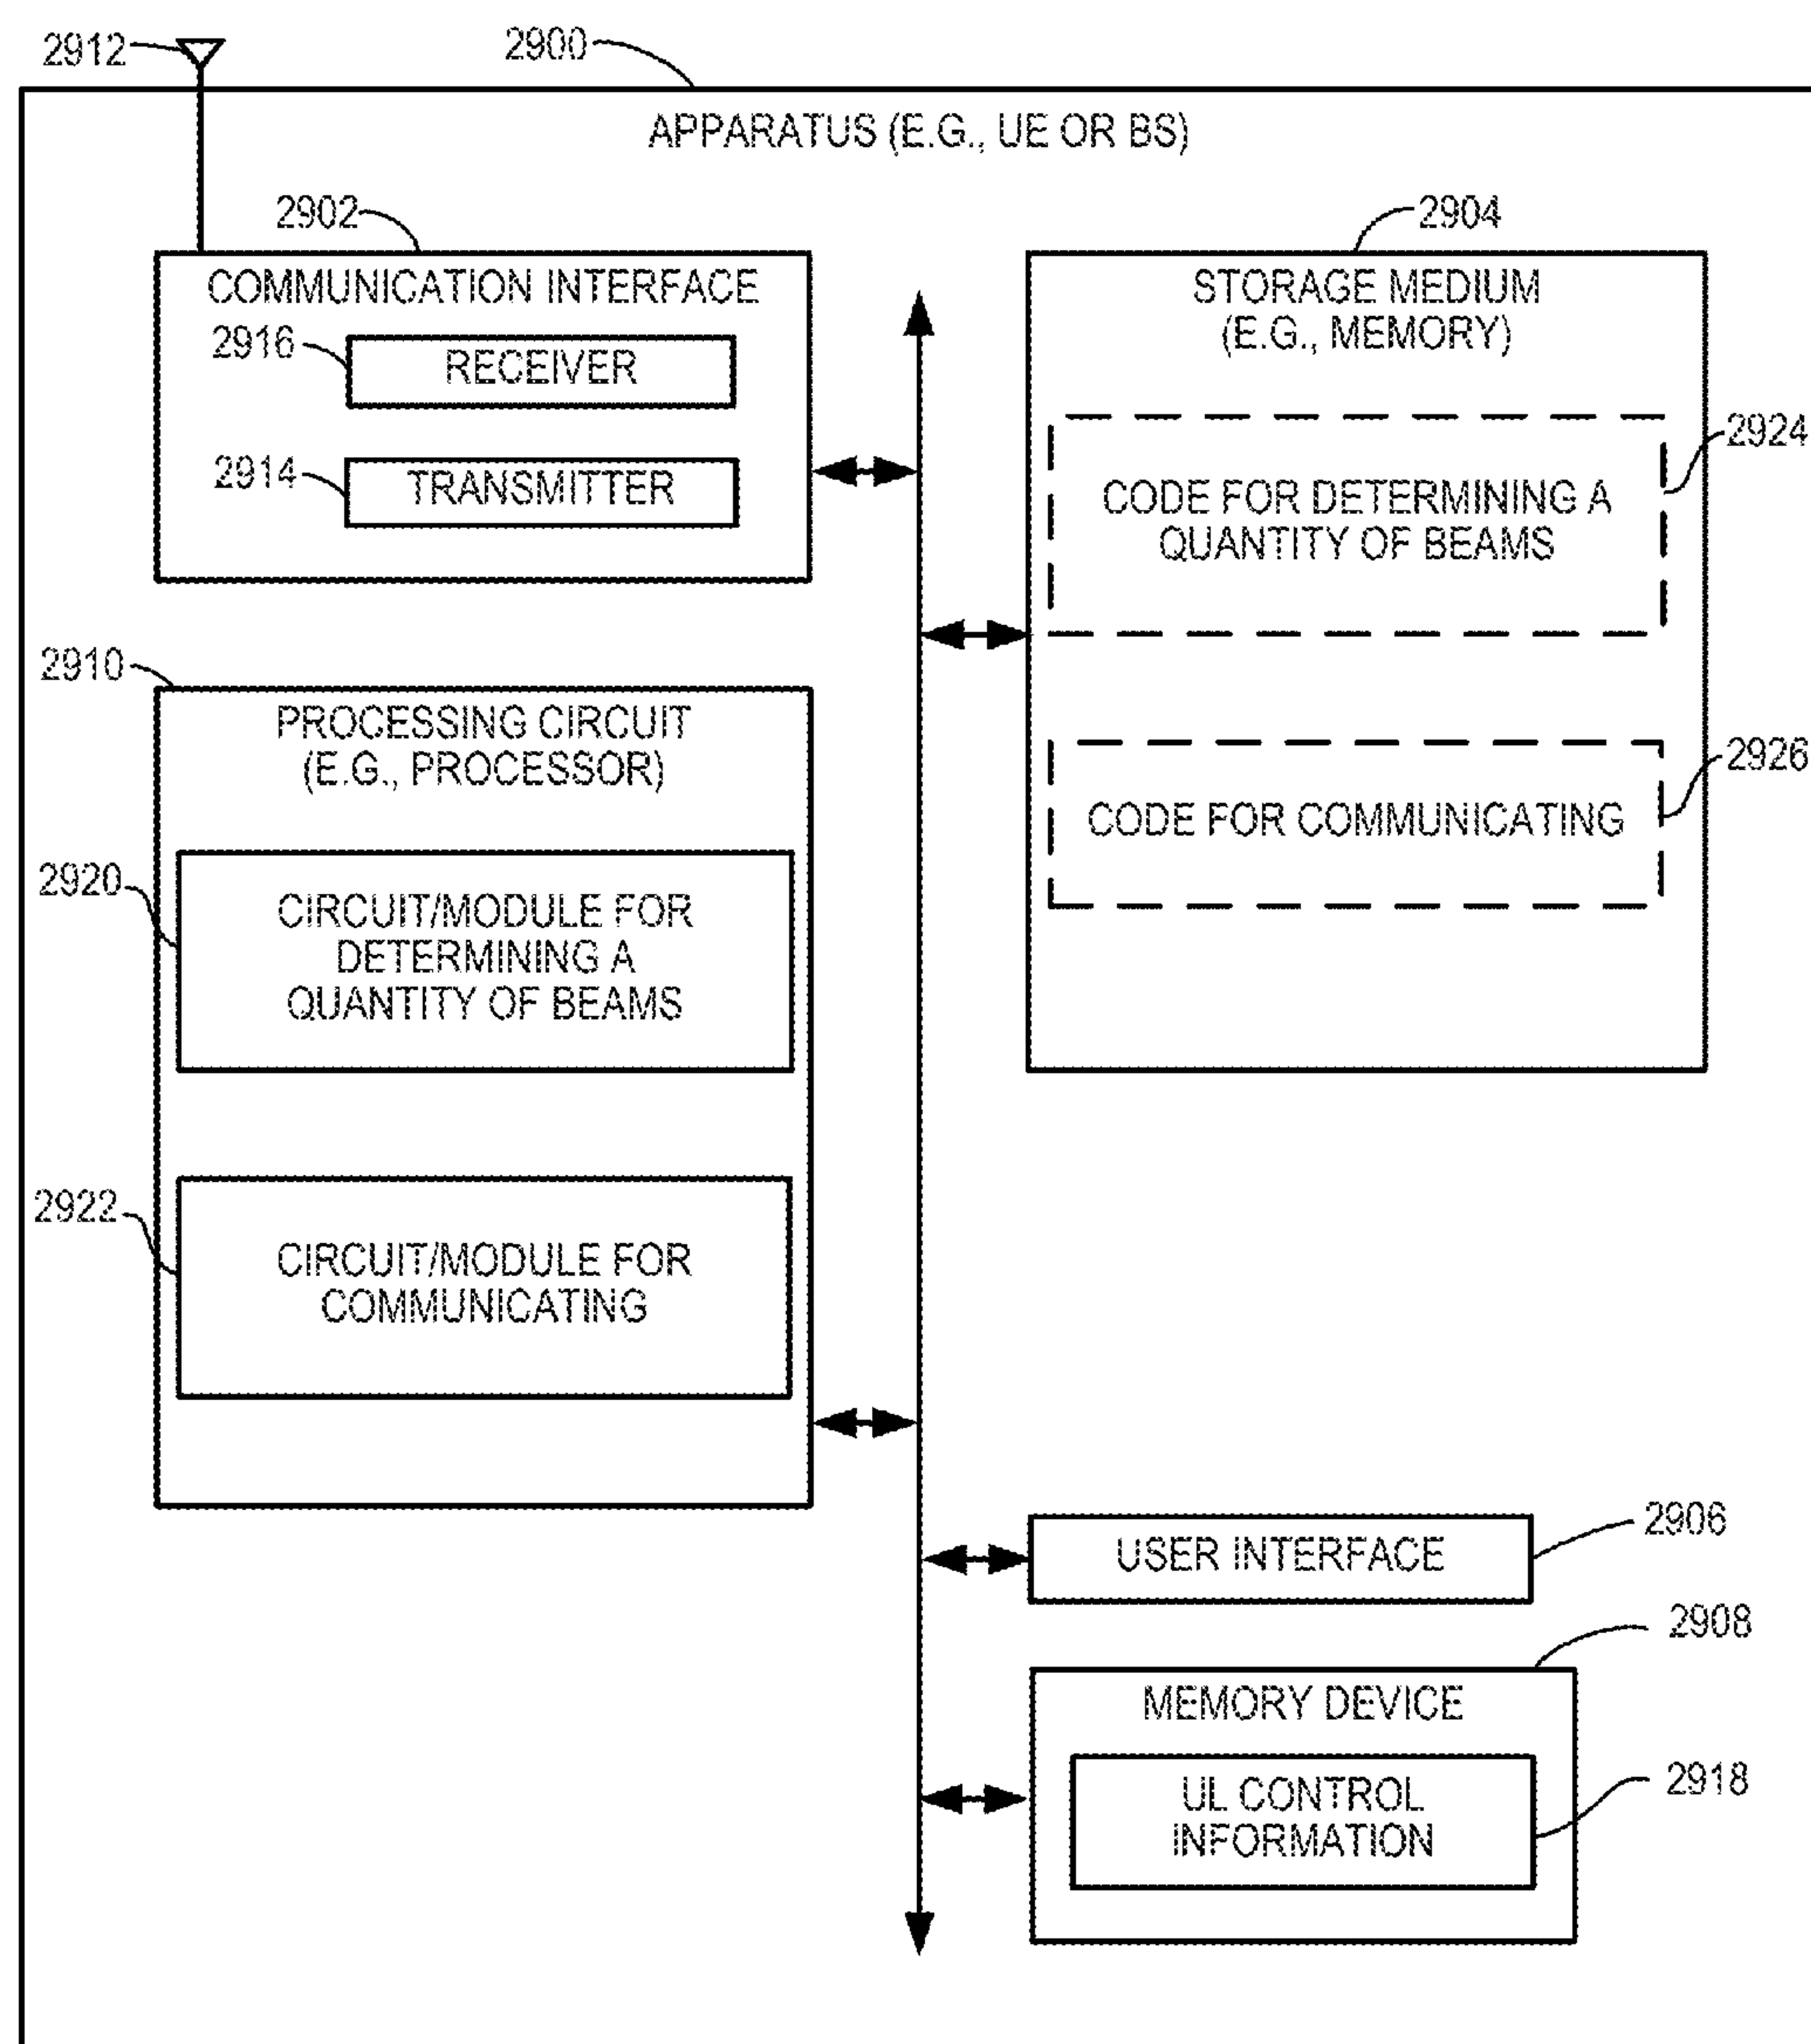 2912
2900
APPARATUS (E.G., UE OR BS)
2902
COMMUNICATION INTERFACE
2916
RECEIVER
2914
TRANSMITTER
2904
STORAGE MEDIUM
(E.G., MEMORY)
2924
CODE FOR DETERMINING A
QUANTITY OF BEAMS
2926
CODE FOR COMMUNICATING
2910
PROCESSING CIRCUIT
(E.G., PROCESSOR)
2920
CIRCUIT/MODULE FOR
DETERMINING A
QUANTITY OF BEAMS
2922
CIRCUIT/MODULE FOR
COMMUNICATING
2906
USER INTERFACE
2908
MEMORY DEVICE
2918
UL CONTROL
INFORMATION